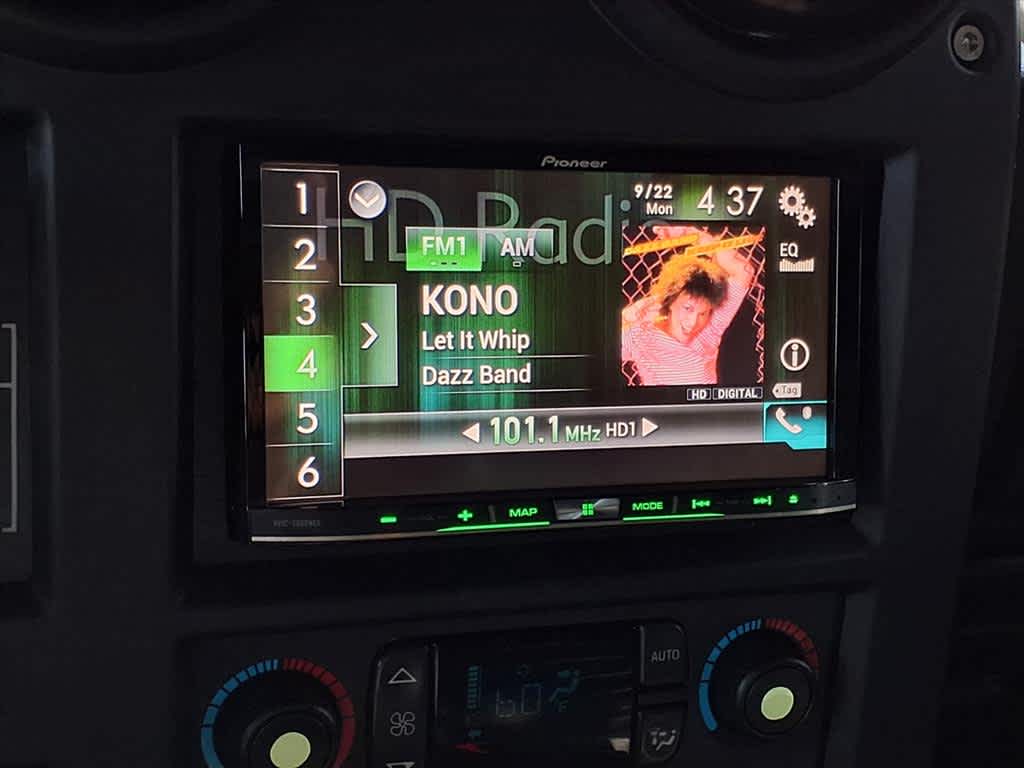 Pioneer
HD Radio
1
2
3
4
5
6
9/22
Mon
4 37
FM1
AM
EQ
KONO
Let It Whip
Dazz Band
HD DIGITAL
Tag
101.1 MHz HD1
MAP
MODE
AUTO